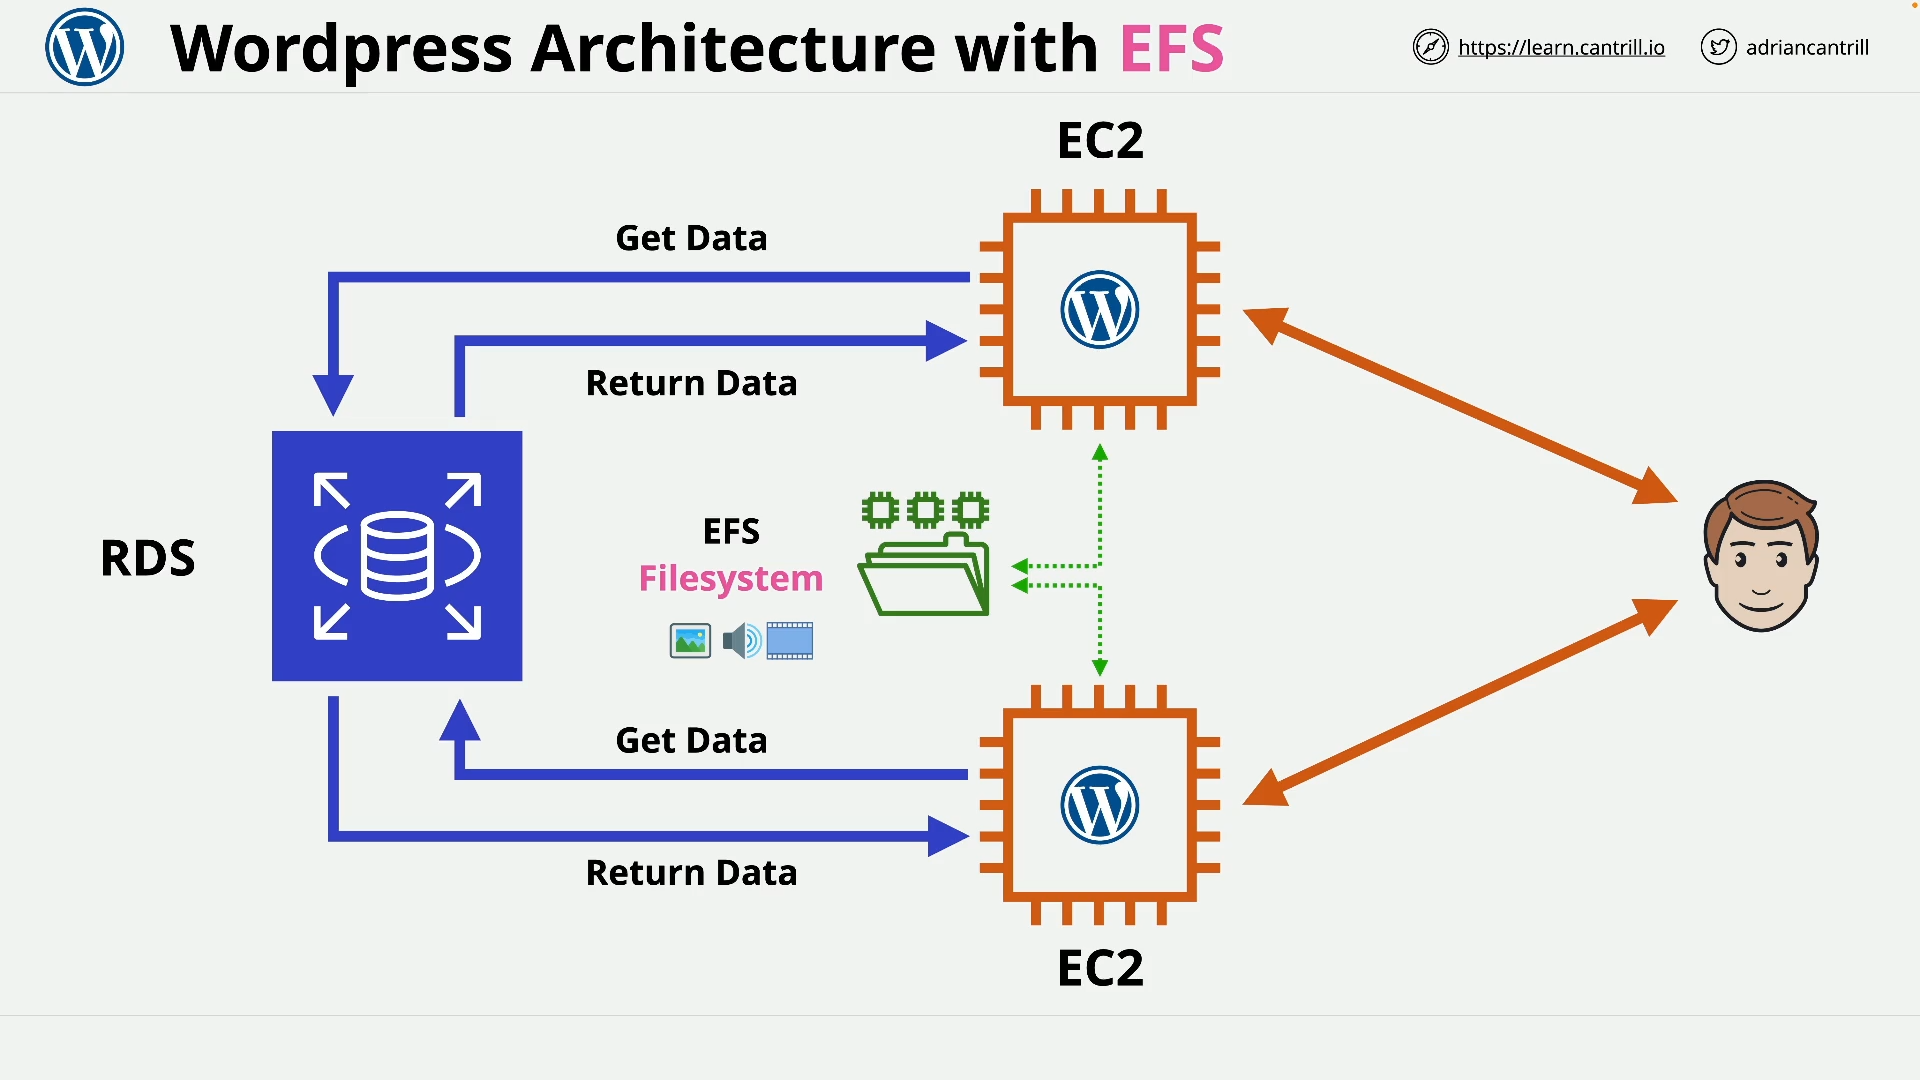 Wordpress Architecture with EFS
https://learn.cantrill.io
adriancantrill
EC2
Get Data
Return Data
RDS
EFS
Filesystem
Get Data
Return Data
EC2